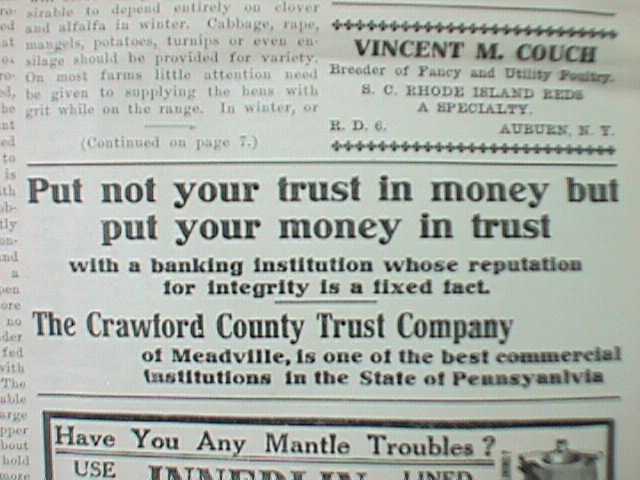 sirable to depend entirely on clover
and alfalfa in winter. Cabbage, rape,
mangels, potatoes, turnips or even en-
silage should be provided for variety.
On most farms little attention need
be given to supplying the hens with
grit while on the range. In winter, or
(Continued on page 7.)
VINCENT M. COUCH
Breeder of Fancy and Utility Poultry.
S. C. RHODE ISLAND REDS
A SPECIALTY.
R. D. 6. AUBURN, N. Y.
Put not your trust in money but
put your money in trust
with a banking institution whose reputation
for integrity is a fixed fact.
The Crawford County Trust Company
of Meadville, is one of the best commercial
institutions in the State of Pennsyanlvia
Have You Any Mantle Troubles?
USE INNERLIN LINED